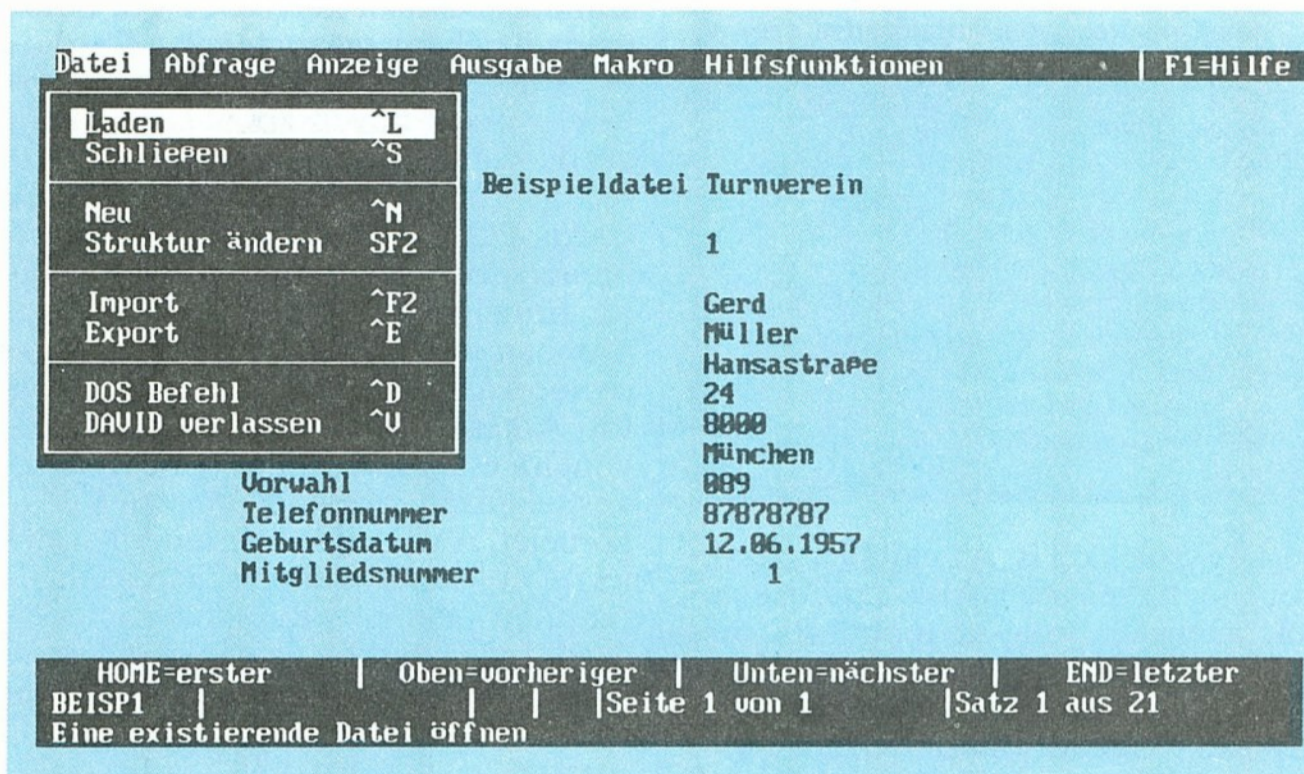 Datei Abfrage Anzeige Ausgabe Makro Hilfsfunktionen | F1=Hilfe
Laden ^L
Schließen ^S
Neu ^N
Struktur ändern SF2
Import ^F2
Export ^E
DOS Befehl ^D
DAVID verlassen ^V
Beispieldatei Turnverein
1
Gerd
Müller
Hansastraße
24
8000
München
Vorwahl 089
Telefonnummer 87878787
Geburtsdatum 12.06.1957
Mitgliedsnummer 1
HOME=erster | Oben=vorheriger | Unten=nächster | END=letzter
BEISP1 | | | |Seite 1 von 1 |Satz 1 aus 21
Eine existierende Datei öffnen